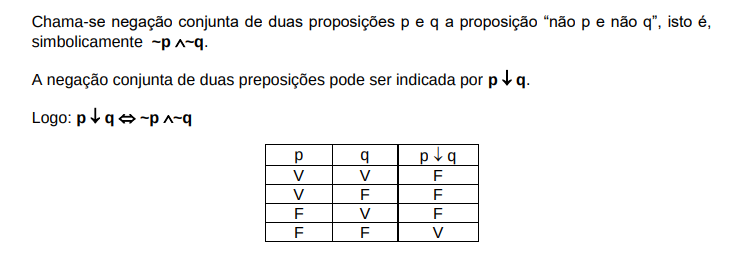 Chama-se negação conjunta de duas proposições p e q a proposição “não p e não q”, isto é,
simbolicamente ~p ∧~q.
A negação conjunta de duas preposições pode ser indicada por p ↓ q.
Logo: p ↓ q ⇔ ~p ∧~q
p q p ↓ q
V V F
V F F
F V F
F F V